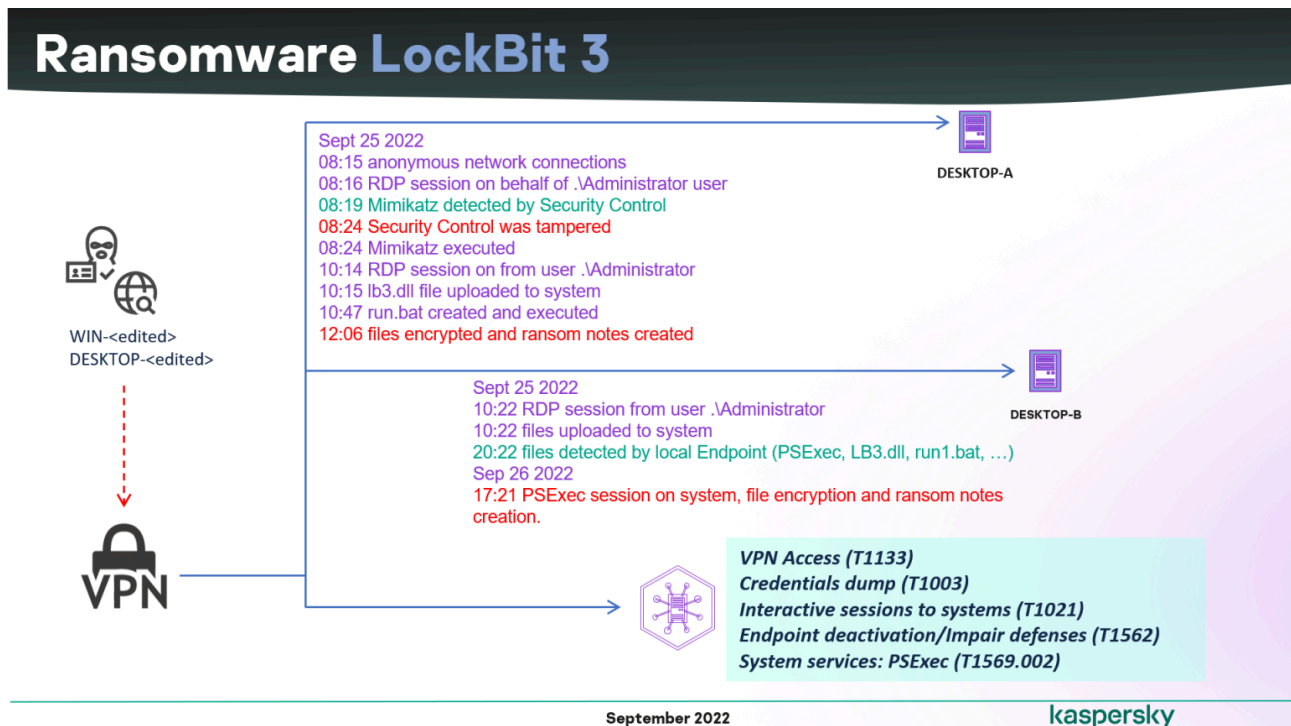 Ransomware LockBit 3
Sept 25 2022
08:15 anonymous network connections
08:16 RDP session on behalf of .\Administrator user
08:19 Mimikatz detected by Security Control
08:24 Security Control was tampered
08:24 Mimikatz executed
10:14 RDP session on from user .\Administrator
10:15 lb3.dll file uploaded to system
10:47 run.bat created and executed
12:06 files encrypted and ransom notes created
DESKTOP-A
WIN-<edited>
DESKTOP-<edited>
Sept 25 2022
10:22 RDP session from user .\Administrator
10:22 files uploaded to system
20:22 files detected by local Endpoint (PSExec, LB3.dll, run1.bat, …)
Sep 26 2022
17:21 PSExec session on system, file encryption and ransom notes
creation.
DESKTOP-B
VPN
VPN Access (T1133)
Credentials dump (T1003)
Interactive sessions to systems (T1021)
Endpoint deactivation/Impair defenses (T1562)
System services: PSExec (T1569.002)
September 2022
kaspersky